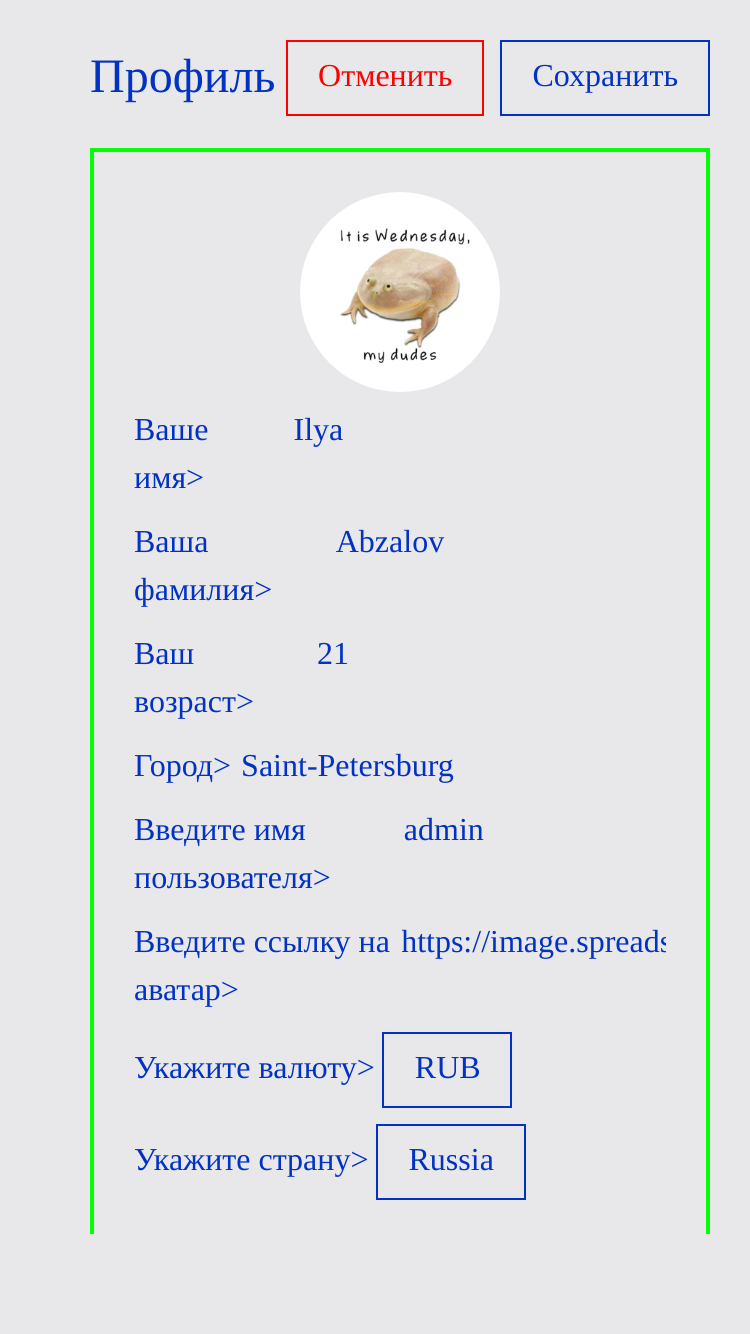 Профиль Отменить Сохранить
It is Wednesday,
my dudes
Ваше имя> Ilya
Ваша фамилия> Abzalov
Ваш возраст> 21
Город> Saint-Petersburg
Введите имя пользователя> admin
Введите ссылку на аватар> https://image.spreads
Укажите валюту> RUB
Укажите страну> Russia